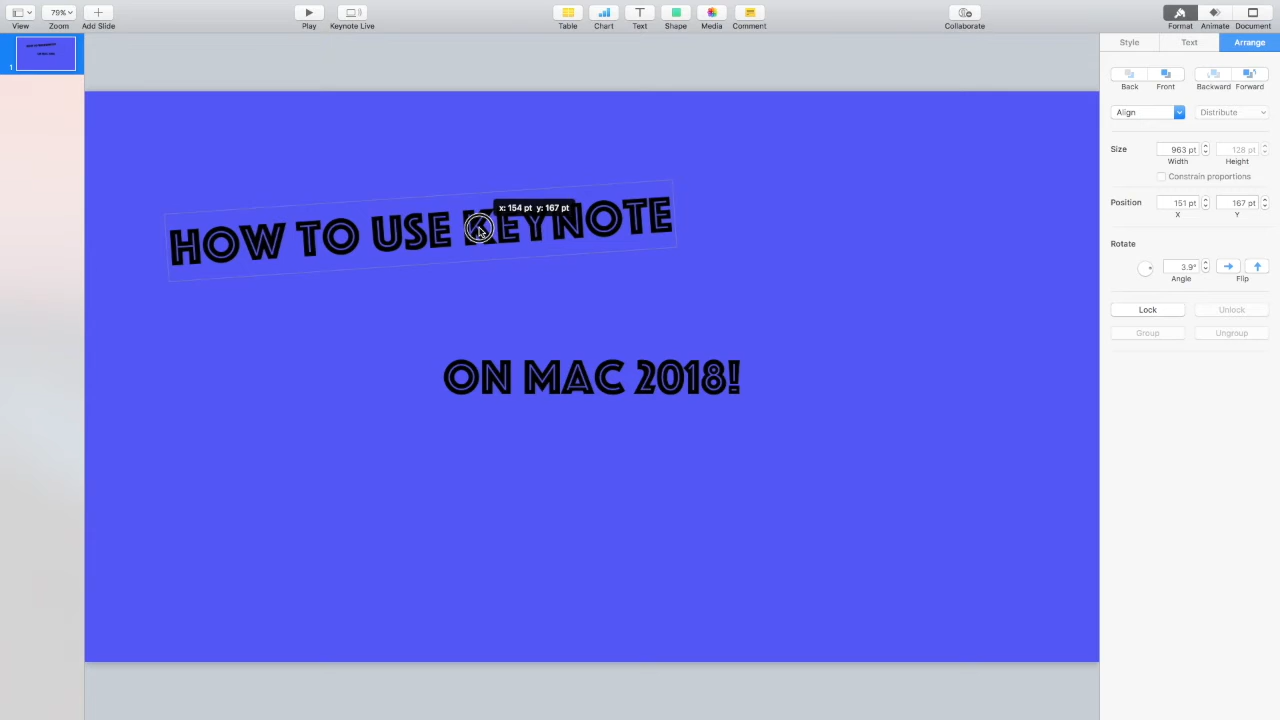 79%
View
Zoom
Add Slide
Play
Keynote Live
Table
Chart
Text
Shape
Media
Comment
Collaborate
Format
Animate
Document
Style
Text
Arrange
1
Back
Front
Backward
Forward
Align
Distribute
Size
963 pt
128 pt
Width
Height
Constrain proportions
Position
151 pt
167 pt
X
Y
Rotate
3.9°
Angle
Flip
Lock
Unlock
Group
Ungroup
x: 154 pt y: 167 pt
HOW TO USE KEYNOTE
ON MAC 2018!